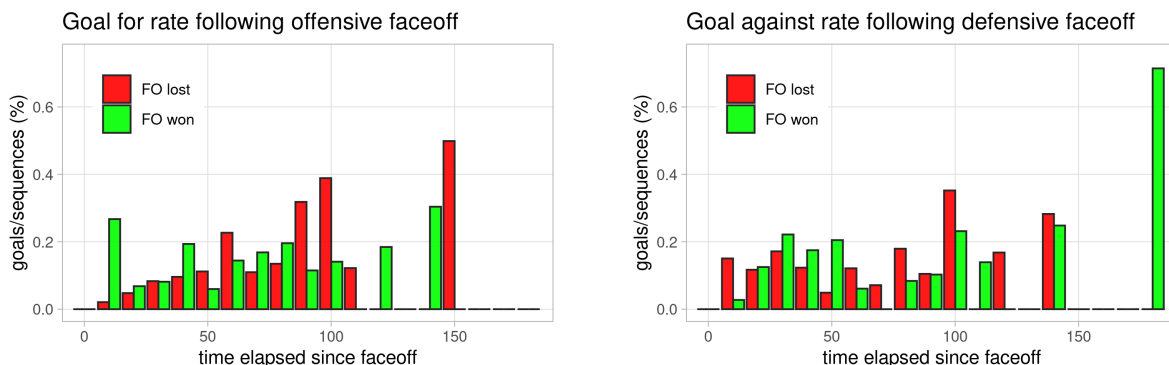 Goal for rate following offensive faceoff
FO lost
FO won
goals/sequences (%)
0.6
0.4
0.2
0.0
0
50
100
150
time elapsed since faceoff
Goal against rate following defensive faceoff
FO lost
FO won
goals/sequences (%)
0.6
0.4
0.2
0.0
0
50
100
150
time elapsed since faceoff